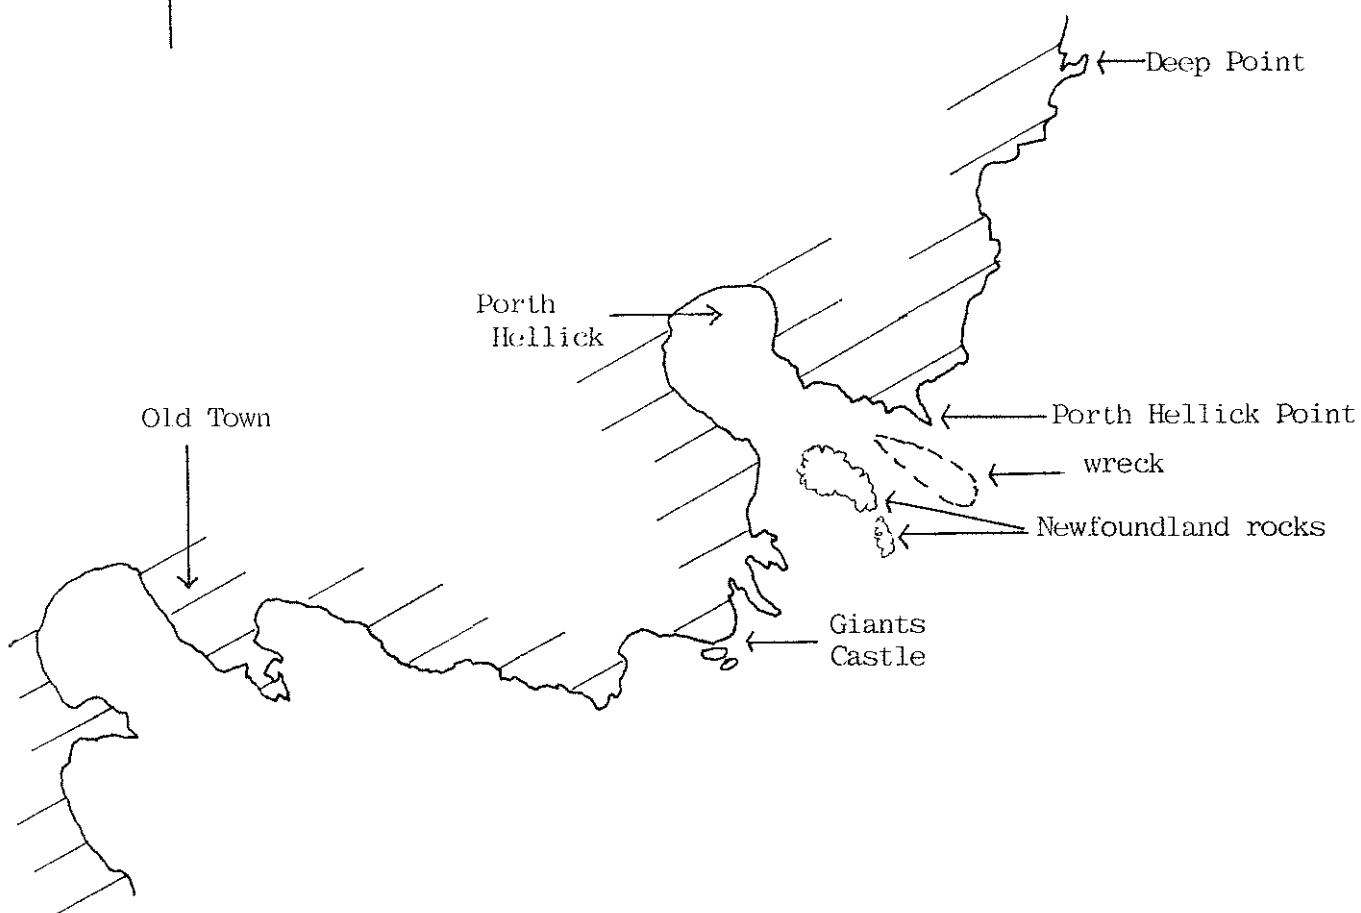 Deep Point
Porth
Hellick
Old Town
Porth Hellick Point
wreck
Newfoundland rocks
Giants
Castle